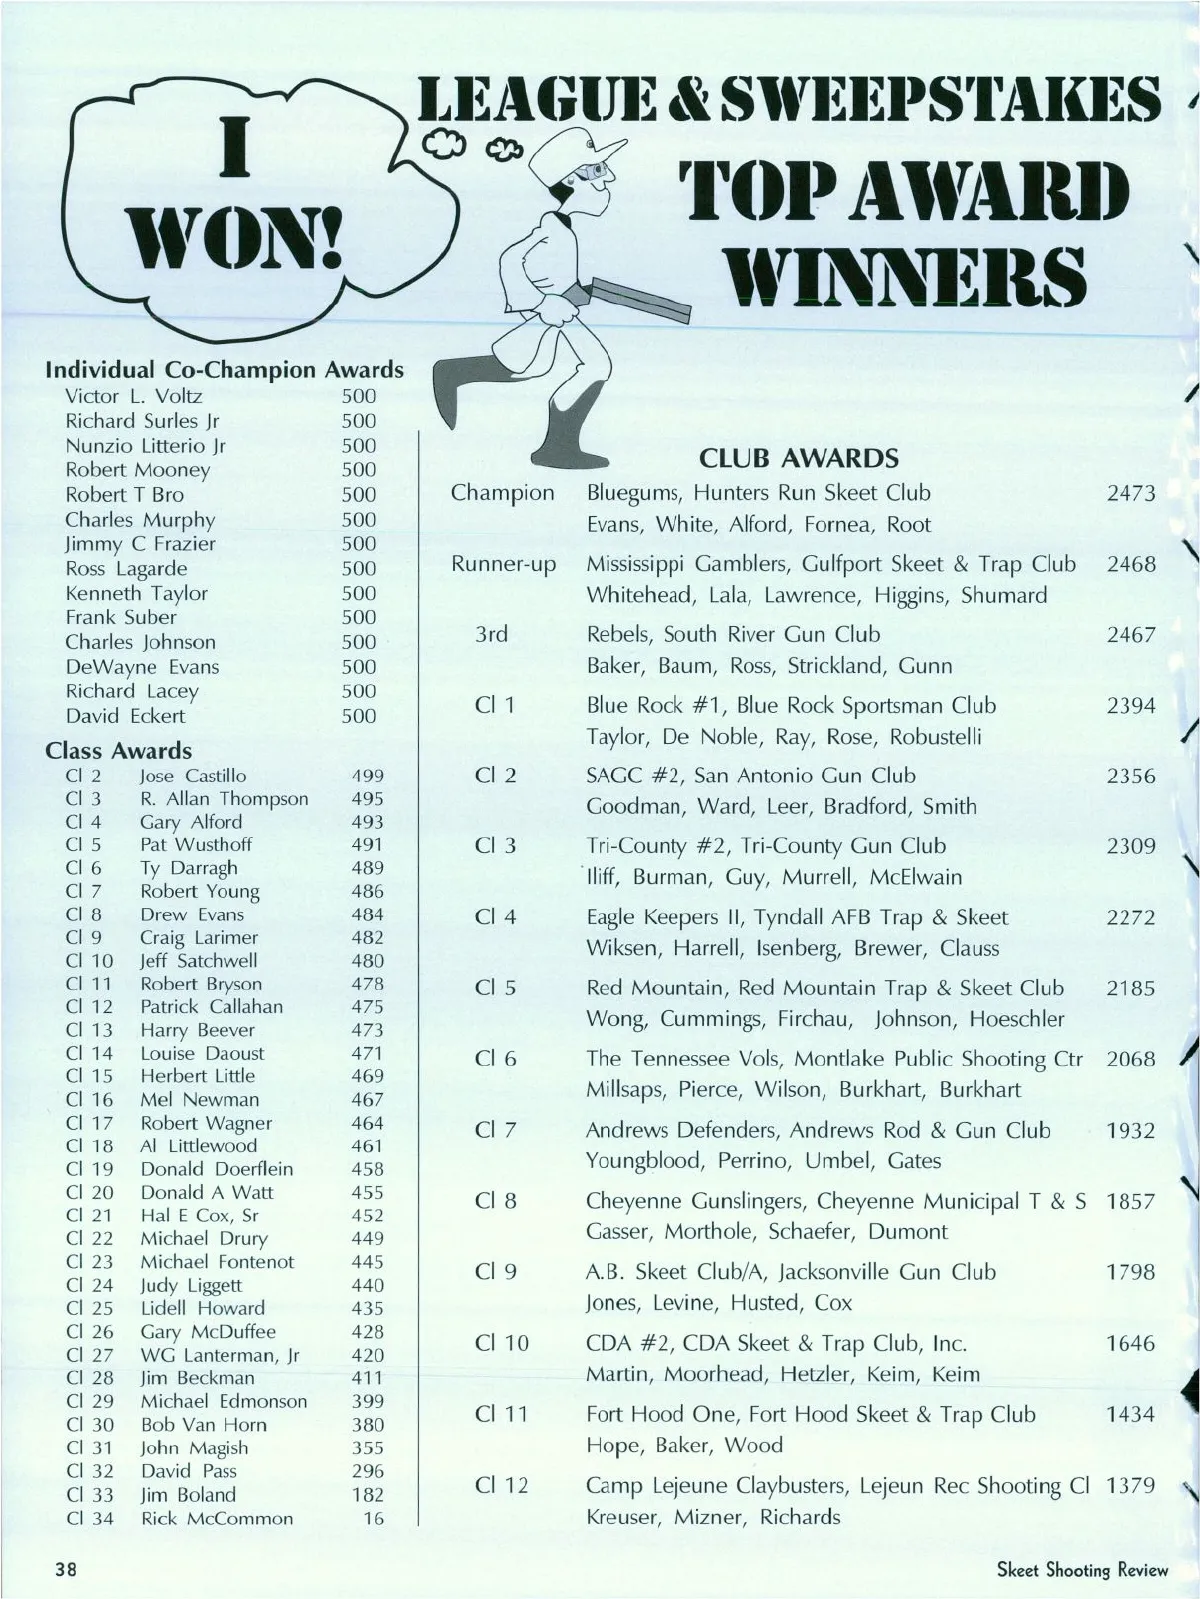 I
WON!
LEAGUE & SWEEPSTAKES
TOP AWARD
WINNERS
Individual Co-Champion Awards
Victor L. Voltz 500
Richard Surles Jr 500
Nunzio Litterio Jr 500
Robert Mooney 500
Robert T Bro 500
Charles Murphy 500
Jimmy C Frazier 500
Ross Lagarde 500
Kenneth Taylor 500
Frank Suber 500
Charles Johnson 500
DeWayne Evans 500
Richard Lacey 500
David Eckert 500
Class Awards
Cl 2 Jose Castillo 499
Cl 3 R. Allan Thompson 495
Cl 4 Gary Alford 493
Cl 5 Pat Wusthoff 491
Cl 6 Ty Darragh 489
Cl 7 Robert Young 486
Cl 8 Drew Evans 484
Cl 9 Craig Larimer 482
Cl 10 Jeff Satchwell 480
Cl 11 Robert Bryson 478
Cl 12 Patrick Callahan 475
Cl 13 Harry Beever 473
Cl 14 Louise Daoust 471
Cl 15 Herbert Little 469
Cl 16 Mel Newman 467
Cl 17 Robert Wagner 464
Cl 18 Al Littlewood 461
Cl 19 Donald Doerflein 458
Cl 20 Donald A Watt 455
Cl 21 Hal E Cox, Sr 452
Cl 22 Michael Drury 449
Cl 23 Michael Fontenot 445
Cl 24 Judy Liggett 440
Cl 25 Lidell Howard 435
Cl 26 Gary McDuffee 428
Cl 27 WG Lanterman, Jr 420
Cl 28 Jim Beckman 411
Cl 29 Michael Edmonson 399
Cl 30 Bob Van Horn 380
Cl 31 John Magish 355
Cl 32 David Pass 296
Cl 33 Jim Boland 182
Cl 34 Rick McCommon 16
CLUB AWARDS
Champion Bluegums, Hunters Run Skeet Club 2473
Evans, White, Alford, Fornea, Root
Runner-up Mississippi Gamblers, Gulfport Skeet & Trap Club 2468
Whitehead, Lala, Lawrence, Higgins, Shumard
3rd Rebels, South River Gun Club 2467
Baker, Baum, Ross, Strickland, Gunn
Cl 1 Blue Rock #1, Blue Rock Sportsman Club 2394
Taylor, De Noble, Ray, Rose, Robustelli
Cl 2 SAGC #2, San Antonio Gun Club 2356
Goodman, Ward, Leer, Bradford, Smith
Cl 3 Tri-County #2, Tri-County Gun Club 2309
Iliff, Burman, Guy, Murrell, McElwain
Cl 4 Eagle Keepers II, Tyndall AFB Trap & Skeet 2272
Wiksen, Harrell, Isenberg, Brewer, Clauss
Cl 5 Red Mountain, Red Mountain Trap & Skeet Club 2185
Wong, Cummings, Firchau, Johnson, Hoeschler
Cl 6 The Tennessee Vols, Montlake Public Shooting Ctr 2068
Millsaps, Pierce, Wilson, Burkhart, Burkhart
Cl 7 Andrews Defenders, Andrews Rod & Gun Club 1932
Youngblood, Perrino, Umbel, Gates
Cl 8 Cheyenne Gunslingers, Cheyenne Municipal T & S 1857
Gasser, Morthole, Schaefer, Dumont
Cl 9 A.B. Skeet Club/A, Jacksonville Gun Club 1798
Jones, Levine, Husted, Cox
Cl 10 CDA #2, CDA Skeet & Trap Club, Inc. 1646
Martin, Moorhead, Hetzler, Keim, Keim
Cl 11 Fort Hood One, Fort Hood Skeet & Trap Club 1434
Hope, Baker, Wood
Cl 12 Camp Lejeune Claybusters, Lejeun Rec Shooting Cl 1379
Kreuser, Mizner, Richards
38
Skeet Shooting Review